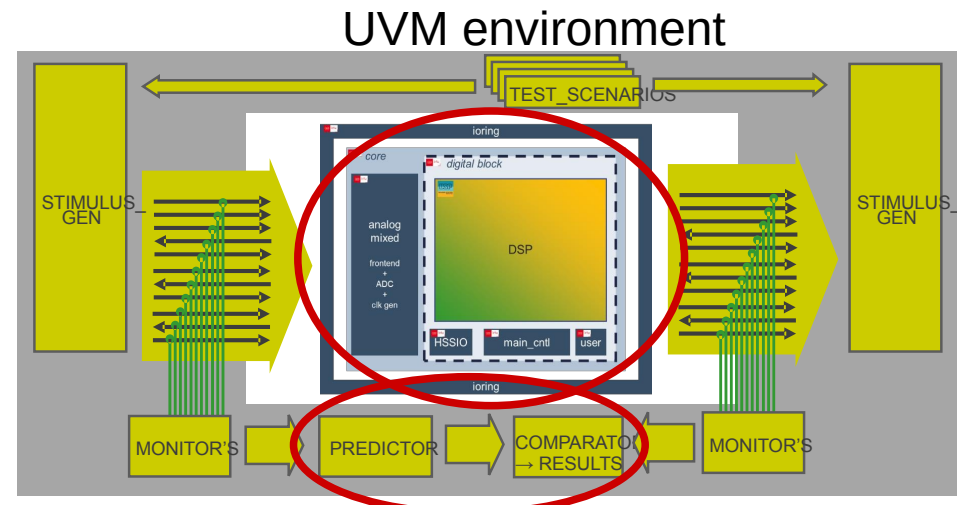 UVM environment
TEST_SCENARIOS
STIMULUS_
GEN
ioring
core
digital block
analog
mixed
frontend
+
ADC
+
clk gen
DSP
HSSIO
main_cntl
user
ioring
STIMULUS_
GEN
MONITOR'S
PREDICTOR
COMPARATO
→ RESULTS
MONITOR'S